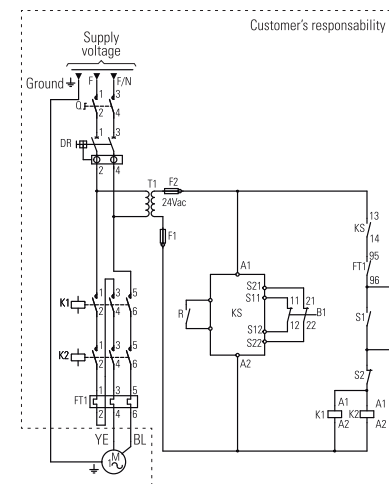 Customer's responsability
Supply
voltage
Ground F F/N
1 3
Q
2 4
1 3
DR
2 4
T1 F2
24Vac
F1
13
KS
14
95
FT1
96
A1
S21
S11
11 21
R KS B1
S12 12 22
S22
A2
S1
S2
1 3 5
K1
2 4 6
1 3 5
K2
2 4 6
1 3 5
FT1
2 4 6
A1 A1
K1 K2
A2 A2
YE BL
M
1